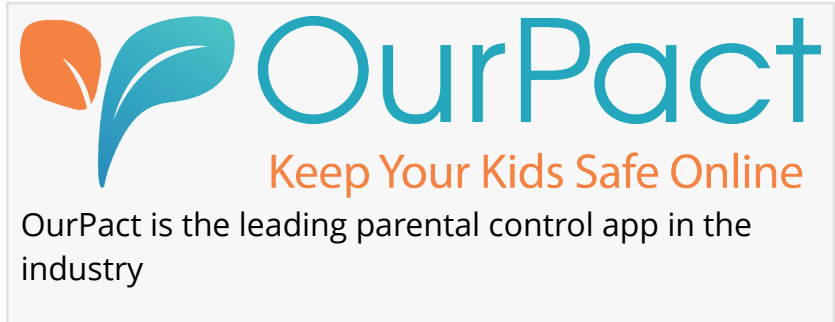 OurPact
Keep Your Kids Safe Online
OurPact is the leading parental control app in the
industry